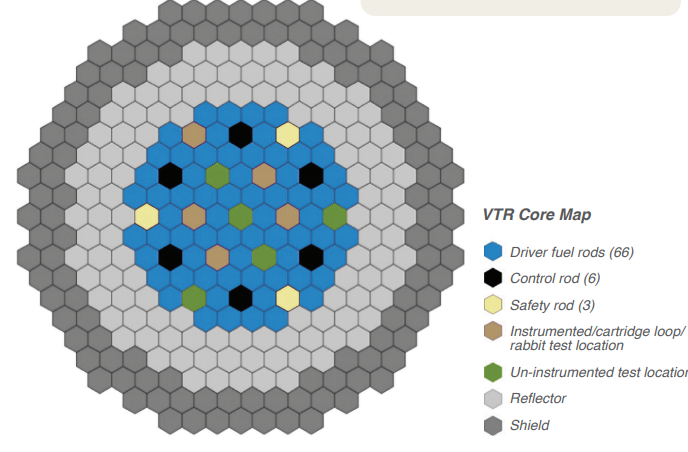 VTR Core Map
Driver fuel rods (66)
Control rod (6)
Safety rod (3)
Instrumented/cartridge loop/
rabbit test location
Un-instrumented test location
Reflector
Shield